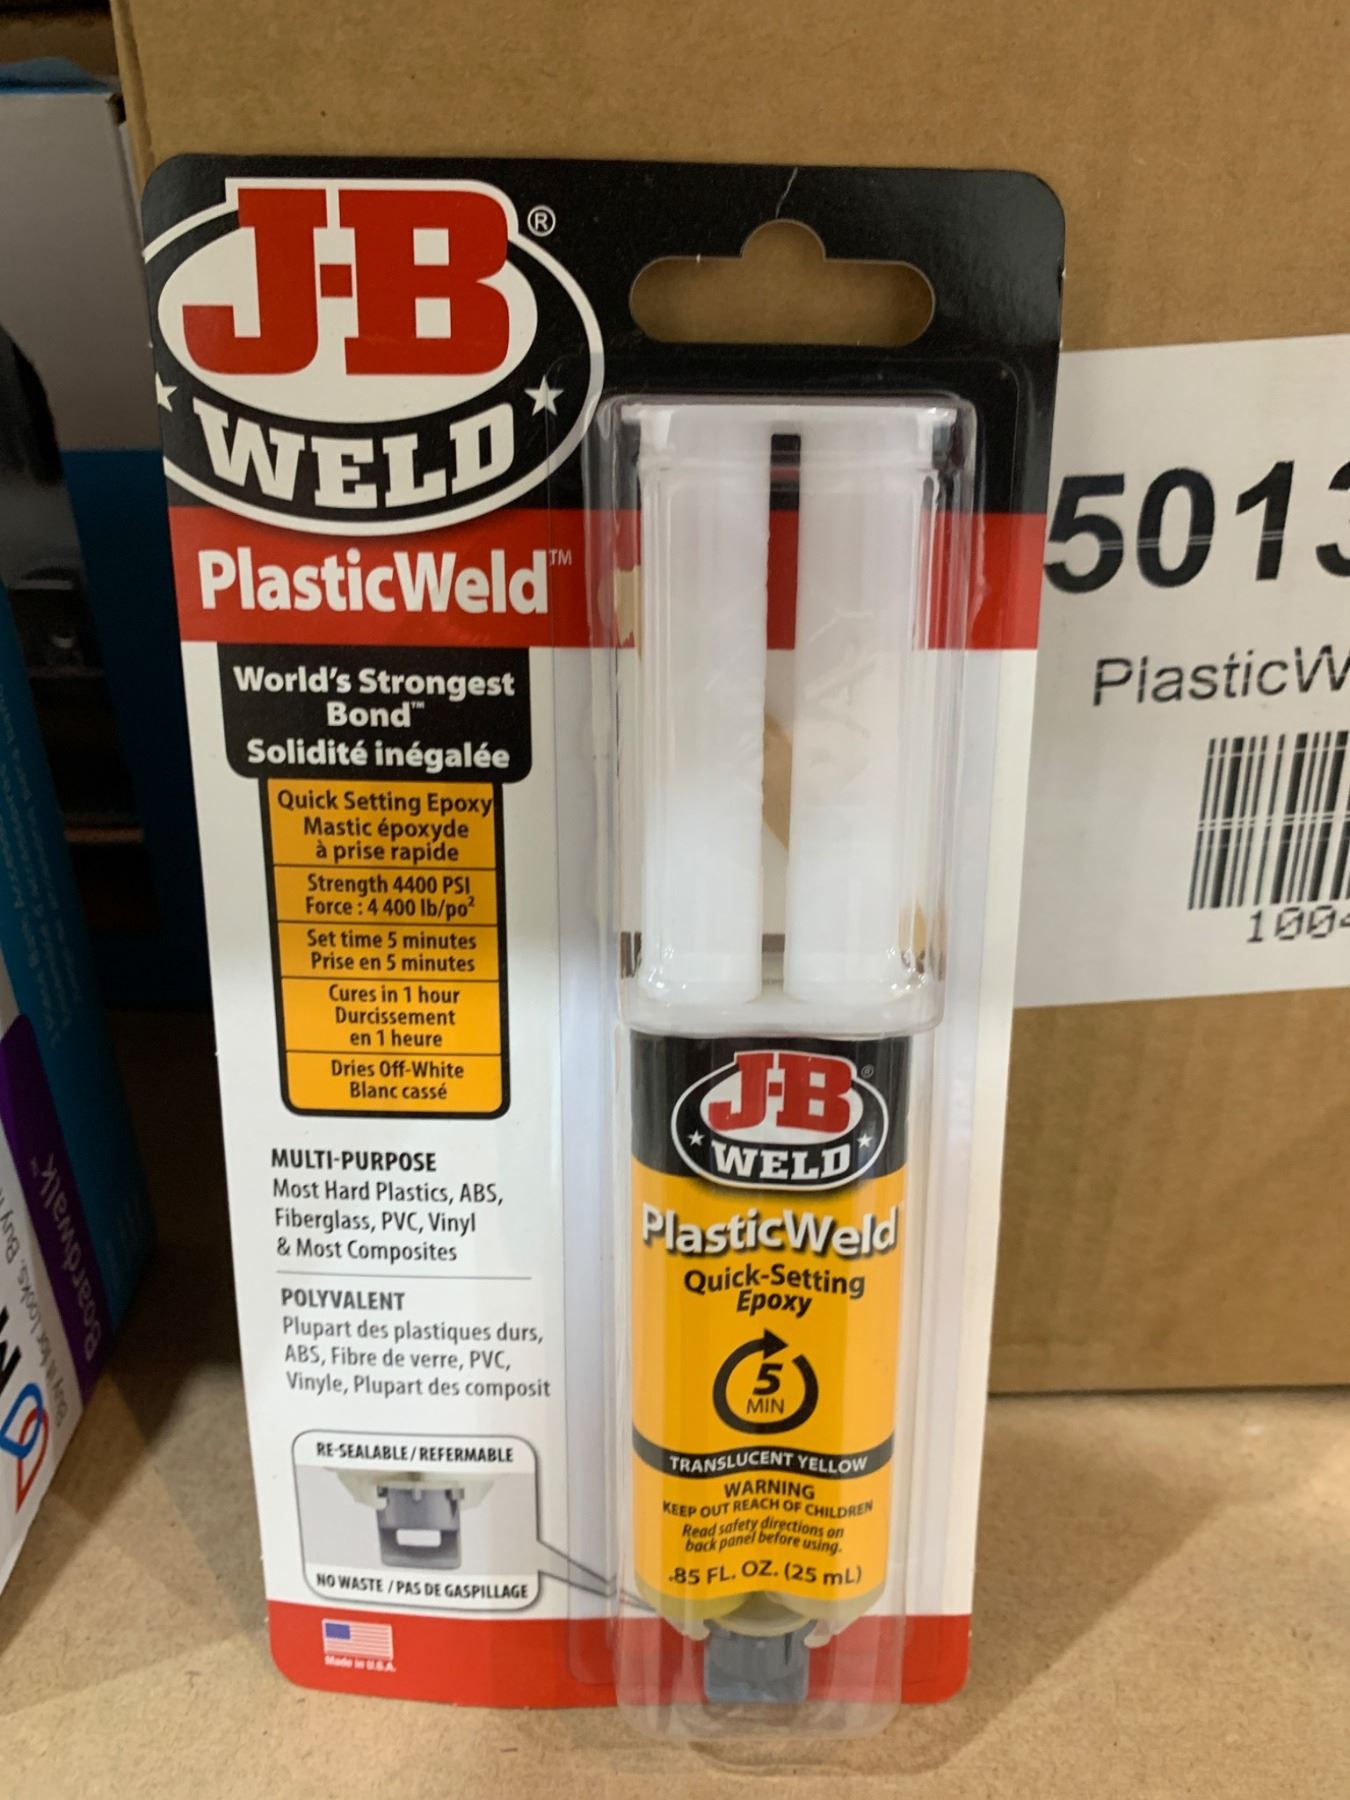 J-B ®
WELD
PlasticWeld™
World's Strongest
Bond™
Solidité inégalée
Quick Setting Epoxy
Mastic époxyde
à prise rapide
Strength 4400 PSI
Force : 4 400 lb/po²
Set time 5 minutes
Prise en 5 minutes
Cures in 1 hour
Durcissement
en 1 heure
Dries Off-White
Blanc cassé
MULTI-PURPOSE
Most Hard Plastics, ABS,
Fiberglass, PVC, Vinyl
& Most Composites
POLYVALENT
Plupart des plastiques durs,
ABS, Fibre de verre, PVC,
Vinyle, Plupart des composit
RE-SEALABLE / REFERMABLE
NO WASTE / PAS DE GASPILLAGE
Made in U.S.A.
J-B ®
WELD
PlasticWeld
Quick-Setting
Epoxy
5
MIN
TRANSLUCENT YELLOW
WARNING
KEEP OUT REACH OF CHILDREN
Read safety directions on
back panel before using.
.85 FL. OZ. (25 mL)
5013
PlasticW
1004
Boardwalk™